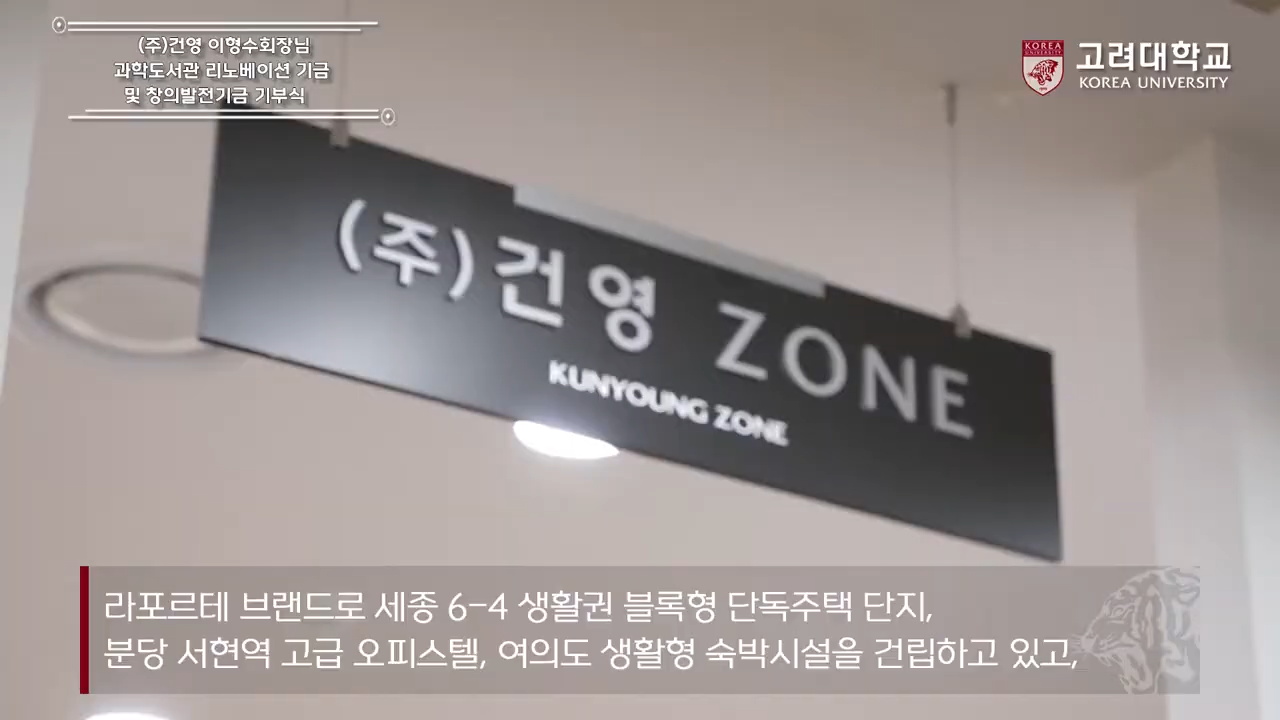 (주)건영 이형수회장님
과학도서관 리노베이션 기금
및 창의발전기금 기부식
KOREA
UNIVERSITY
고려대학교
KOREA UNIVERSITY
(주)건영 ZONE
KUNYOUNG ZONE
라포르테 브랜드로 세종 6-4 생활권 블록형 단독주택 단지,
분당 서현역 고급 오피스텔, 여의도 생활형 숙박시설을 건립하고 있고,